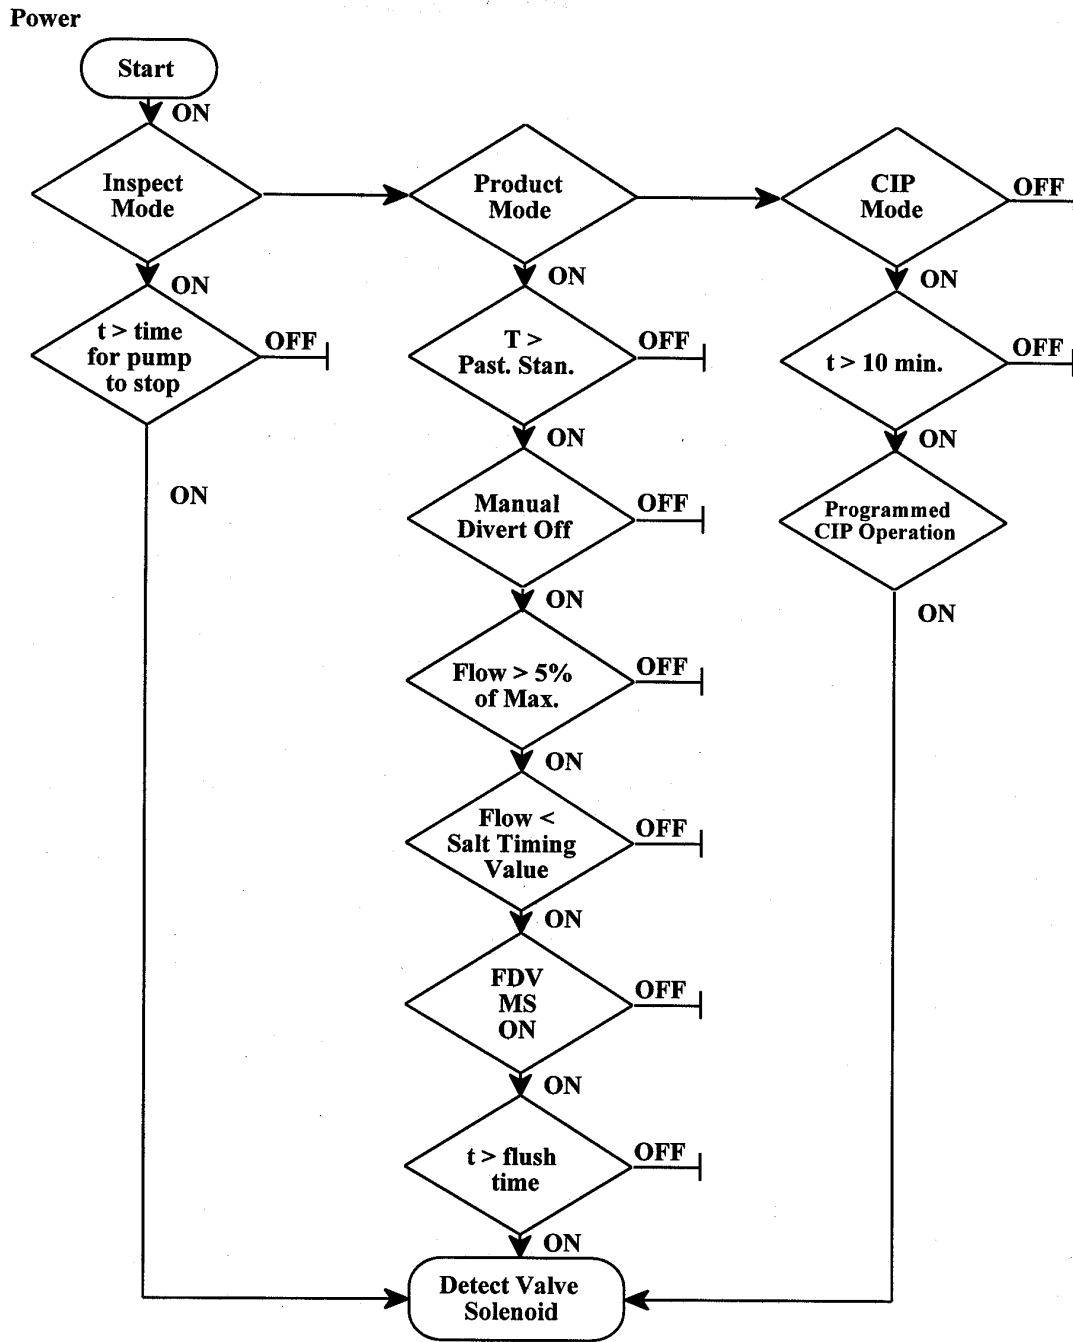 Power
Start
ON
Inspect
Mode
Product
Mode
CIP
Mode
OFF
ON
ON
ON
t > time
for pump
to stop
OFF
T >
Past. Stan.
OFF
t > 10 min.
OFF
ON
ON
ON
Manual
Divert Off
OFF
Programmed
CIP Operation
ON
ON
Flow > 5%
of Max.
OFF
ON
Flow <
Salt Timing
Value
OFF
ON
FDV
MS
ON
OFF
ON
t > flush
time
OFF
ON
Detect Valve
Solenoid